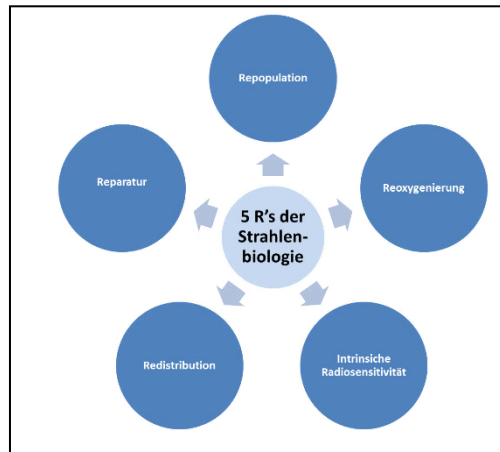 Repopulation
Reparatur
Reoxygenierung
5 R's der
Strahlen-
biologie
Redistribution
Intrinsiche
Radiosensitivität